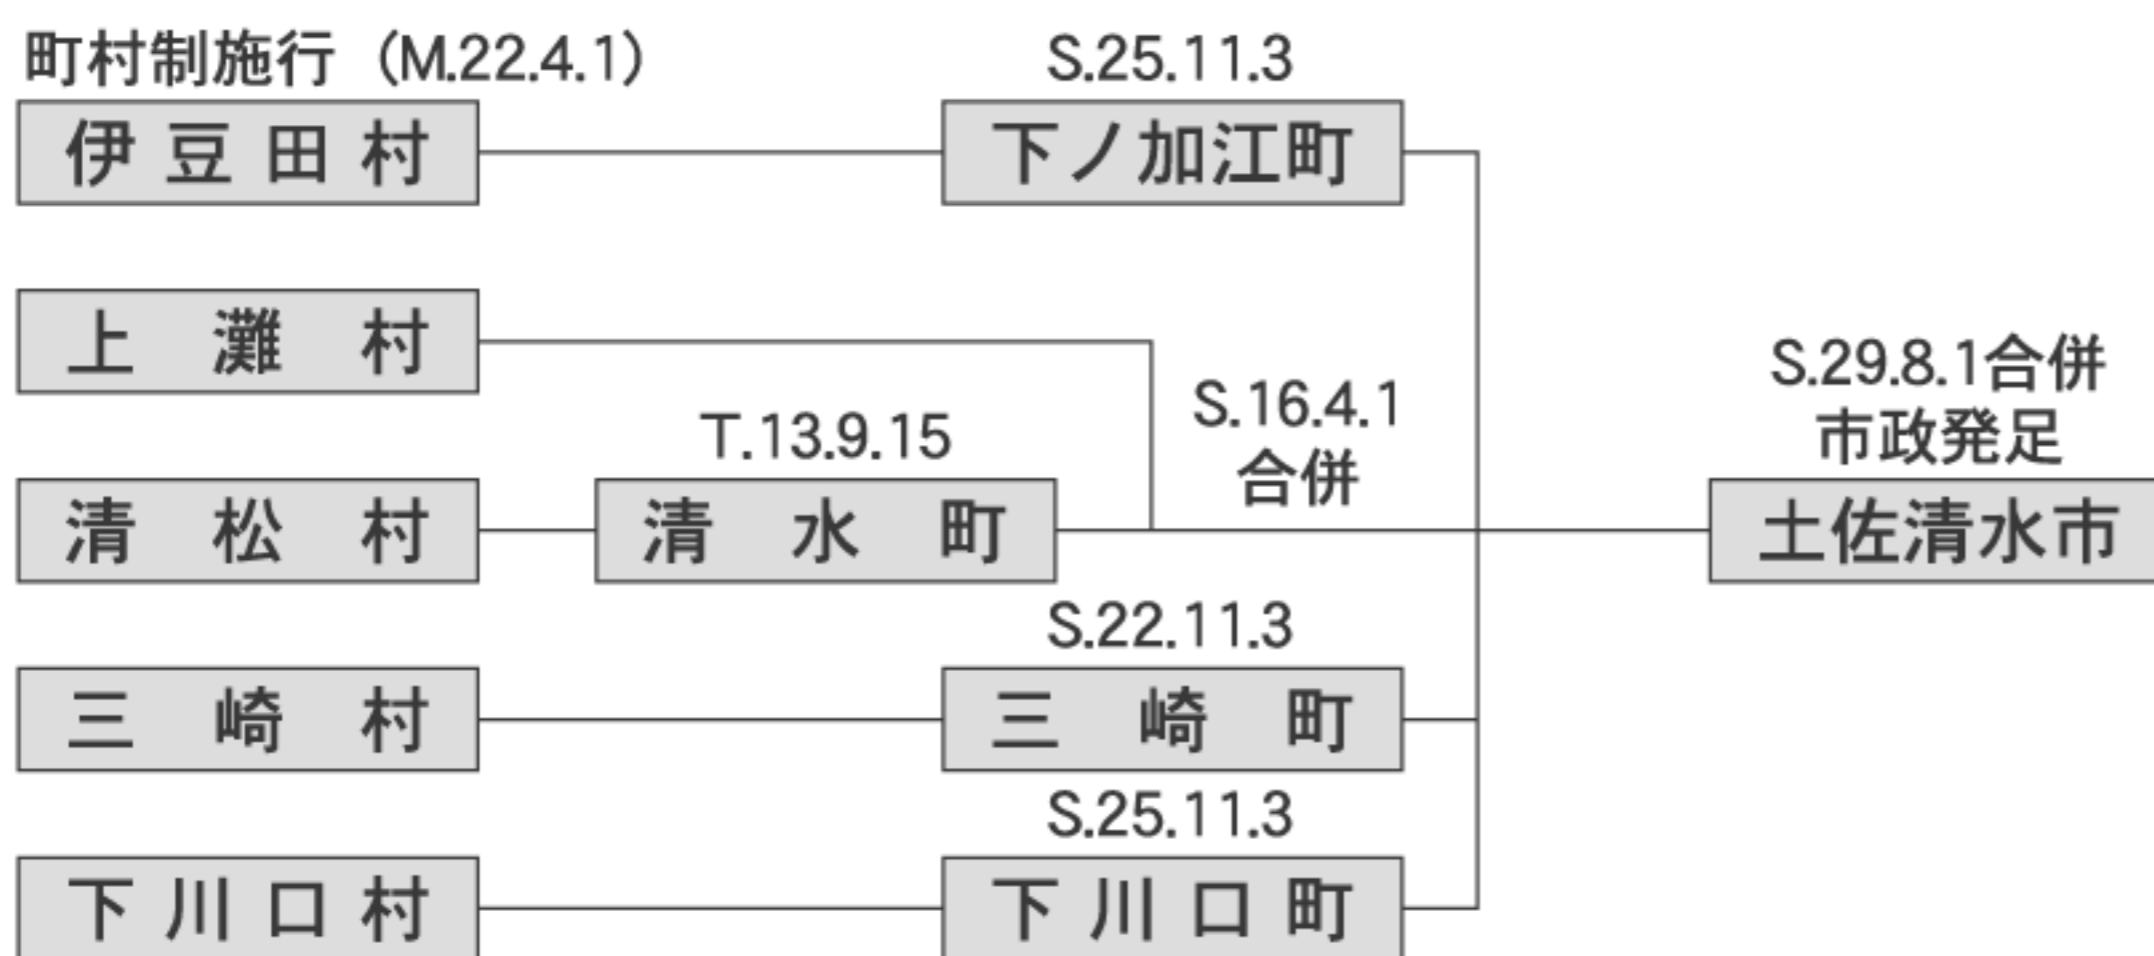 町村制施行 (M.22.4.1)
S.25.11.3
伊豆田村
下ノ加江町
上灘村
S.16.4.1
合併
S.29.8.1合併
市政発足
T.13.9.15
清松村
清水町
土佐清水市
S.22.11.3
三崎村
三崎町
S.25.11.3
下川口村
下川口町